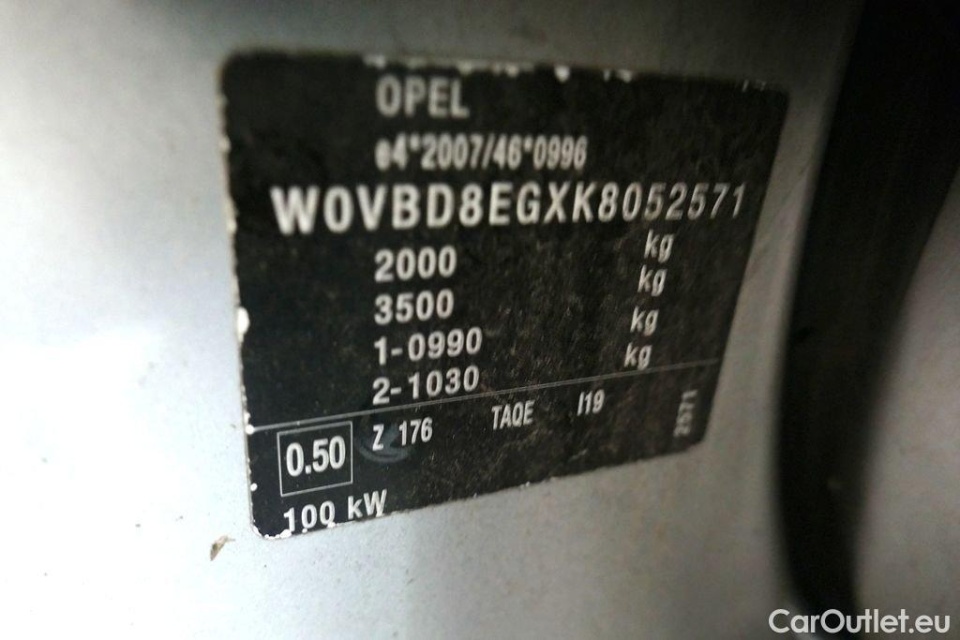 OPEL
e4*2007/46*0996
W0VBD8EGXK8052571
2000 kg
3500 kg
1-0990 kg
2-1030 kg
0.50 Z 176 TAQE I19 2571
100 kW
CarOutlet.eu